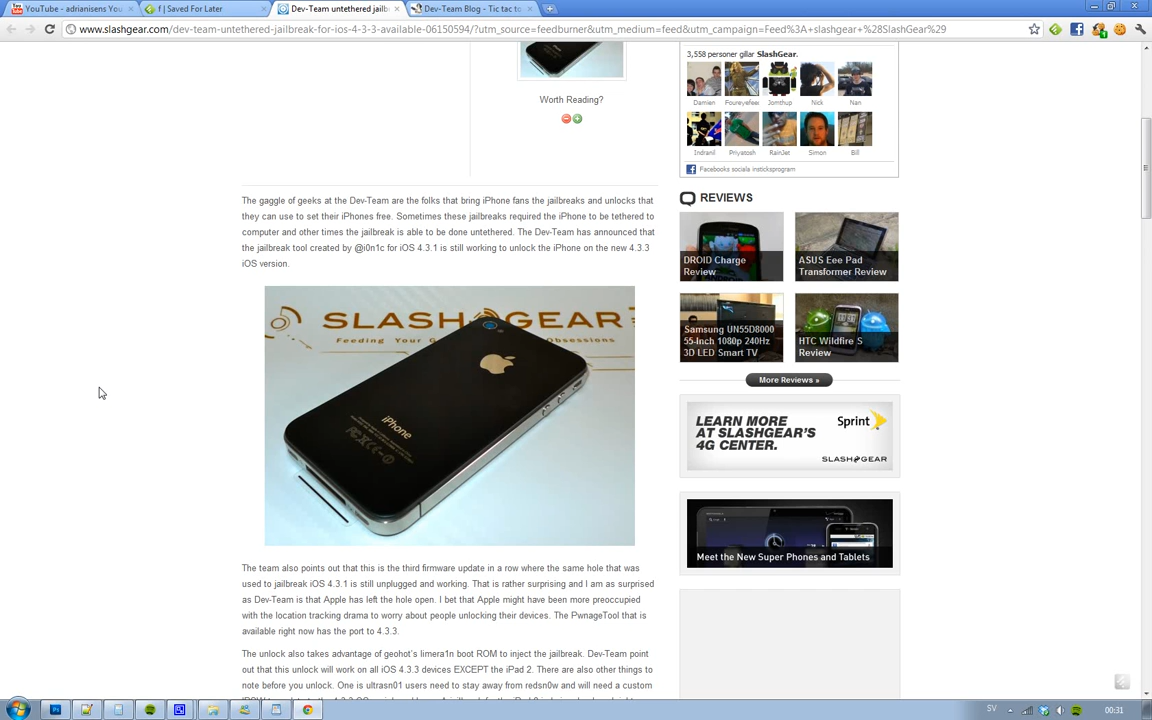 YouTube - adrianisens You
f | Saved For Later
Dev-Team untethered jailb
Dev-Team Blog - Tic tac to
www.slashgear.com/dev-team-untethered-jailbreak-for-ios-4-3-3-available-06150594/?utm_source=feedburner&utm_medium=feed&utm_campaign=Feed%3A+slashgear+%28SlashGear%29
Worth Reading?
3,558 personer gillar SlashGear.
Damien Foureyefee Jomthup Nick Nan
Indranil Priyatosh RainJet Simon Bill
Facebooks sociala insticksprogram
The gaggle of geeks at the Dev-Team are the folks that bring iPhone fans the jailbreaks and unlocks that
they can use to set their iPhones free. Sometimes these jailbreaks required the iPhone to be tethered to
computer and other times the jailbreak is able to be done untethered. The Dev-Team has announced that
the jailbreak tool created by @i0n1c for iOS 4.3.1 is still working to unlock the iPhone on the new 4.3.3
iOS version.
SLASHGEAR
Feeding Your G
Obsessions
iPhone
The team also points out that this is the third firmware update in a row where the same hole that was
used to jailbreak iOS 4.3.1 is still unplugged and working. That is rather surprising and I am as surprised
as Dev-Team is that Apple has left the hole open. I bet that Apple might have been more preoccupied
with the location tracking drama to worry about people unlocking their devices. The PwnageTool that is
available right now has the port to 4.3.3.
The unlock also takes advantage of geohot's limera1n boot ROM to inject the jailbreak. Dev-Team point
out that this unlock will work on all iOS 4.3.3 devices EXCEPT the iPad 2. There are also other things to
note before you unlock. One is ultrasn01 users need to stay away from redsn0w and will need a custom
REVIEWS
DROID Charge
Review
ASUS Eee Pad
Transformer Review
Samsung UN55D8000
55-Inch 1080p 240Hz
3D LED Smart TV
HTC Wildfire S
Review
More Reviews »
LEARN MORE
AT SLASHGEAR'S
4G CENTER.
Sprint
SLASHGEAR
Meet the New Super Phones and Tablets
SV
00:31